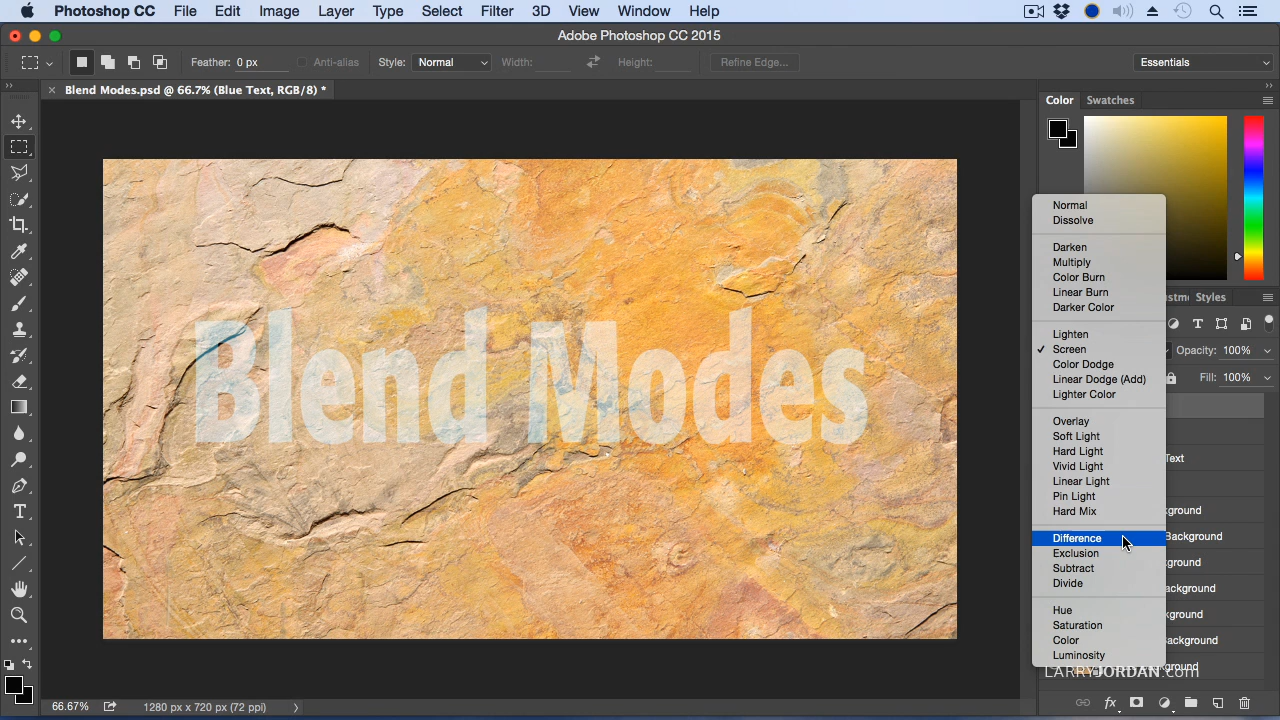 Photoshop CC File Edit Image Layer Type Select Filter 3D View Window Help
Adobe Photoshop CC 2015
Feather: 0 px Anti-alias Style: Normal Width: Height: Refine Edge... Essentials
Blend Modes.psd @ 66.7% (Blue Text, RGB/8) *
Color Swatches
Blend Modes
Normal
Dissolve
Darken
Multiply
Color Burn
Linear Burn
Darker Color
Styles
Lighten
Screen
Opacity: 100%
Color Dodge
Linear Dodge (Add)
Fill: 100%
Lighter Color
Overlay
Soft Light
Hard Light
Text
Vivid Light
Linear Light
Pin Light
Hard Mix
kground
Difference
Background
Exclusion
kground
Subtract
Divide
ackground
Hue
kground
Saturation
Color
Background
Luminosity
ground
LARRYJORDAN.com
66.67% 1280 px x 720 px (72 ppi)